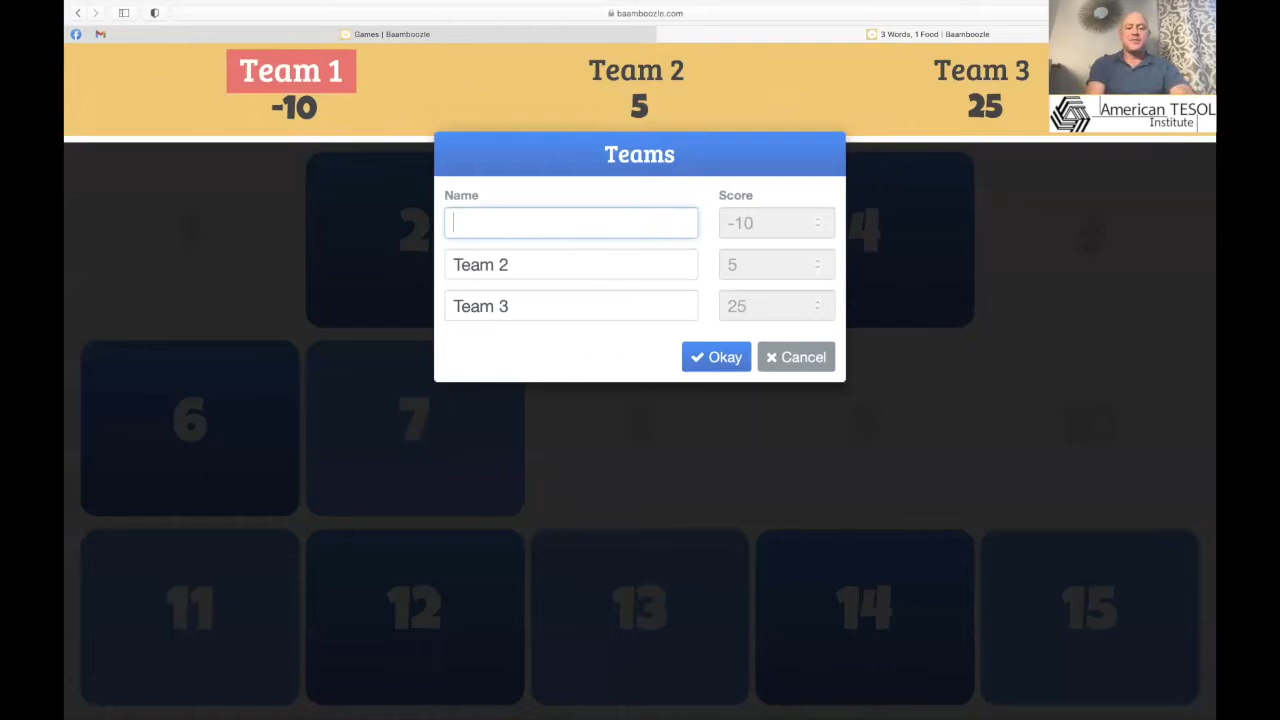 baamboozle.com
Games | Baamboozle
3 Words, 1 Food | Baamboozle
Team 1
-10
Team 2
5
Team 3
25
American TESOL
Institute
Teams
Name
Score
-10
Team 2
5
Team 3
25
Okay
Cancel
2
4
6
7
11
12
13
14
15